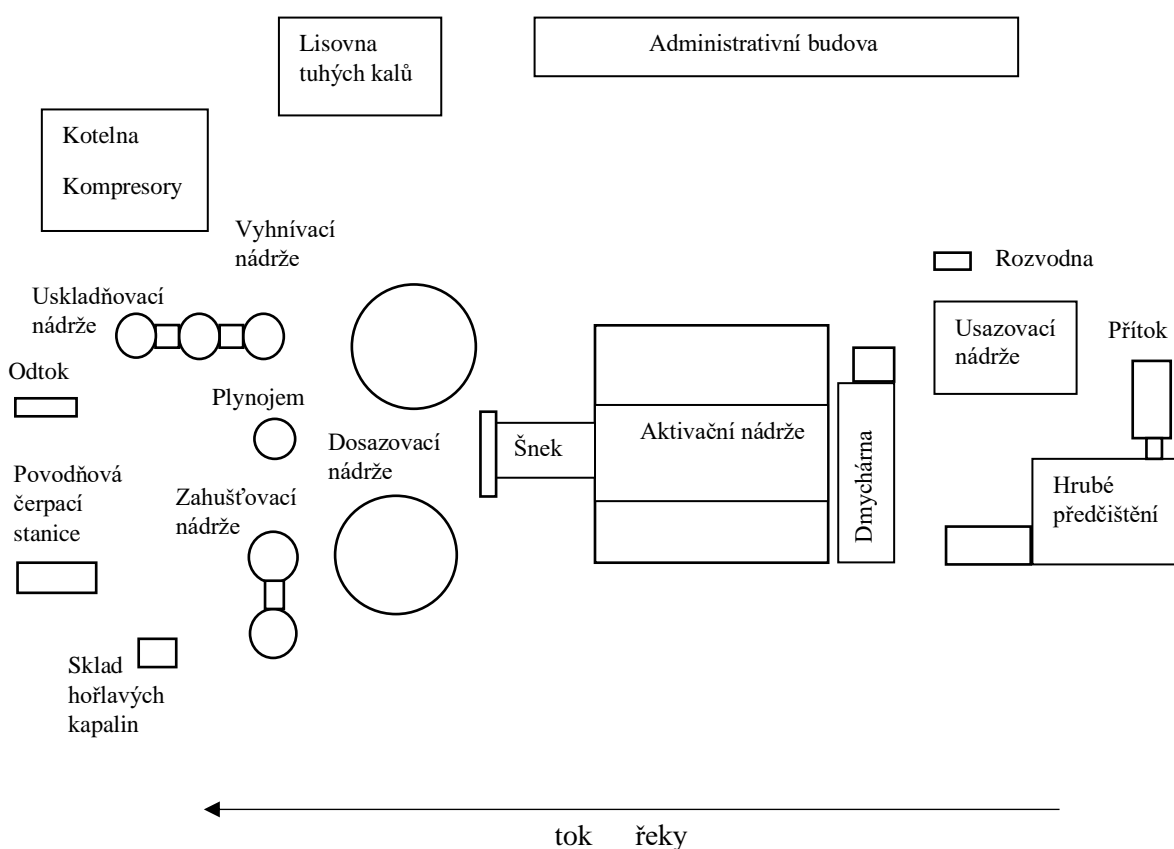 Lisovna
tuhých kalů
Administrativní budova
Kotelna
Kompresory
Vyhnívací
nádrže
Rozvodna
Uskladňovací
nádrže
Usazovací
nádrže
Přítok
Odtok
Plynojem
Dosazovací
nádrže
Šnek
Aktivační nádrže
Dmychárna
Povodňová
čerpací
stanice
Zahušťovací
nádrže
Hrubé
předčištění
Sklad
hořlavých
kapalin
tok řeky